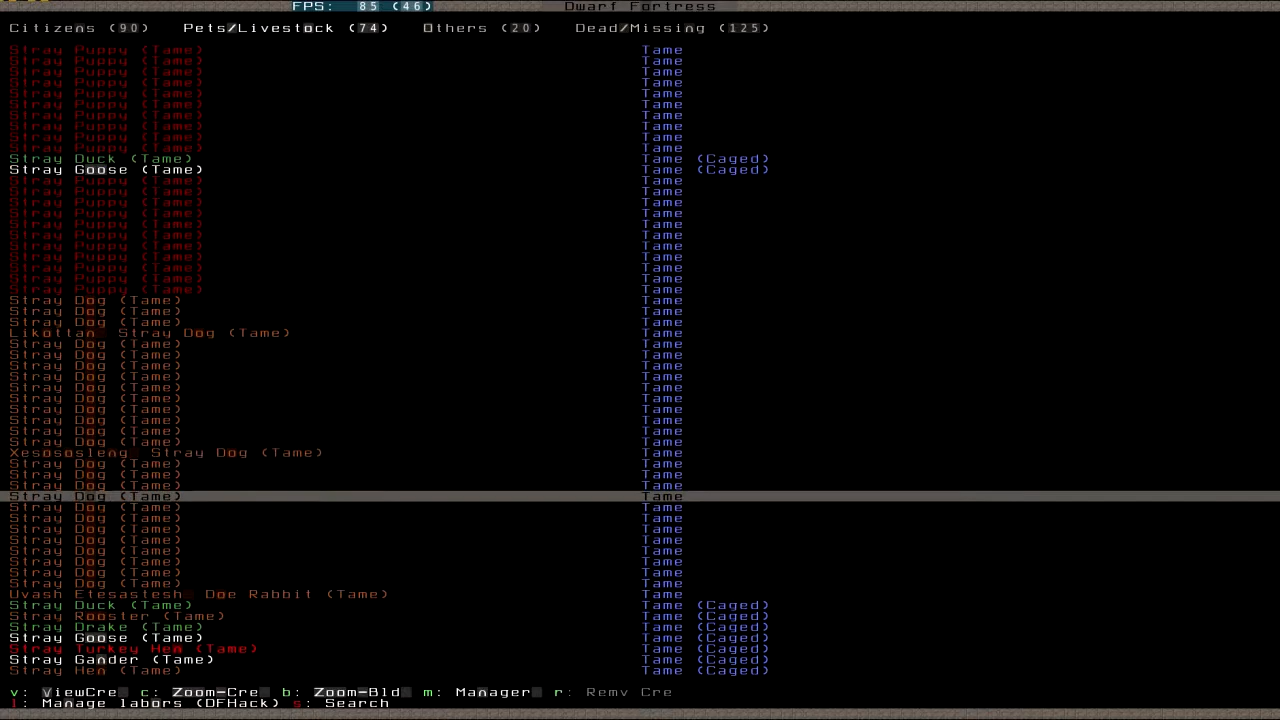 FPS: 85 (46) Dwarf Fortress
Citizens (90) Pets/Livestock (74) Others (20) Dead/Missing (125)
Stray Puppy (Tame) Tame
Stray Puppy (Tame) Tame
Stray Puppy (Tame) Tame
Stray Puppy (Tame) Tame
Stray Puppy (Tame) Tame
Stray Puppy (Tame) Tame
Stray Puppy (Tame) Tame
Stray Puppy (Tame) Tame
Stray Puppy (Tame) Tame
Stray Puppy (Tame) Tame
Stray Duck (Tame) Tame (Caged)
Stray Goose (Tame) Tame (Caged)
Stray Puppy (Tame) Tame
Stray Puppy (Tame) Tame
Stray Puppy (Tame) Tame
Stray Puppy (Tame) Tame
Stray Puppy (Tame) Tame
Stray Puppy (Tame) Tame
Stray Puppy (Tame) Tame
Stray Puppy (Tame) Tame
Stray Puppy (Tame) Tame
Stray Puppy (Tame) Tame
Stray Puppy (Tame) Tame
Stray Dog (Tame) Tame
Stray Dog (Tame) Tame
Stray Dog (Tame) Tame
Likottan Stray Dog (Tame) Tame
Stray Dog (Tame) Tame
Stray Dog (Tame) Tame
Stray Dog (Tame) Tame
Stray Dog (Tame) Tame
Stray Dog (Tame) Tame
Stray Dog (Tame) Tame
Stray Dog (Tame) Tame
Stray Dog (Tame) Tame
Stray Dog (Tame) Tame
Stray Dog (Tame) Tame
Xesososleng Stray Dog (Tame) Tame
Stray Dog (Tame) Tame
Stray Dog (Tame) Tame
Stray Dog (Tame) Tame
Stray Dog (Tame) Tame
Stray Dog (Tame) Tame
Stray Dog (Tame) Tame
Stray Dog (Tame) Tame
Stray Dog (Tame) Tame
Stray Dog (Tame) Tame
Stray Dog (Tame) Tame
Stray Dog (Tame) Tame
Stray Dog (Tame) Tame
Uvash Etesastesh Doe Rabbit (Tame) Tame
Stray Duck (Tame) Tame (Caged)
Stray Rooster (Tame) Tame (Caged)
Stray Drake (Tame) Tame (Caged)
Stray Goose (Tame) Tame (Caged)
Stray Turkey Hen (Tame) Tame (Caged)
Stray Gander (Tame) Tame (Caged)
Stray Hen (Tame) Tame (Caged)
v: ViewCre c: Zoom-Cre b: Zoom-Bld m: Manager r: Remv Cre
l: Manage labors (DFHack) s: Search